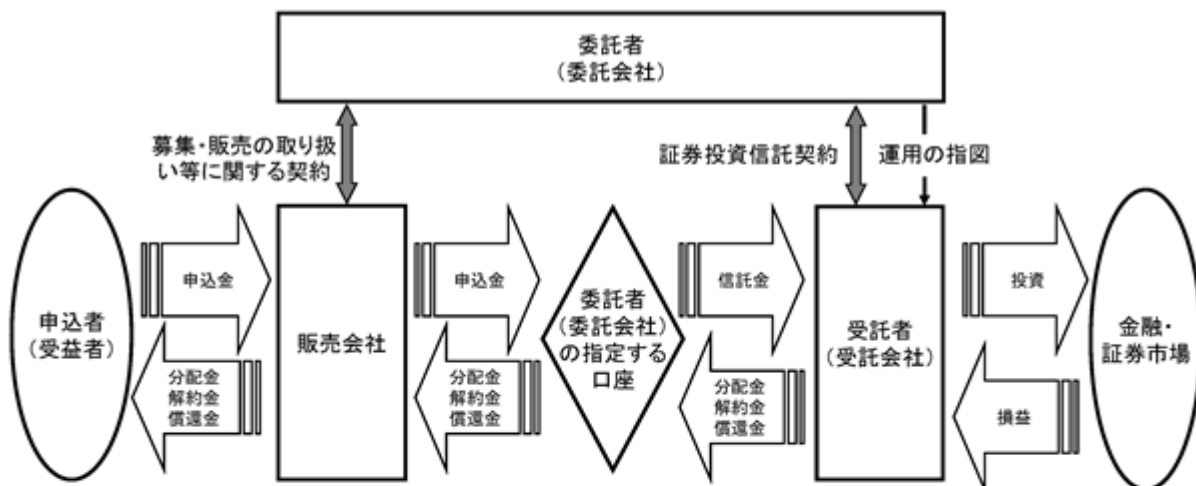 委託者
（委託会社）
募集・販売の取り扱
い等に関する契約
証券投資信託契約
運用の指図
申込者
（受益者）
申込金
分配金
解約金
償還金
販売会社
申込金
分配金
解約金
償還金
委託者
（委託会社）
の指定する
口座
信託金
分配金
解約金
償還金
受託者
（受託会社）
投資
損益
金融・
証券市場